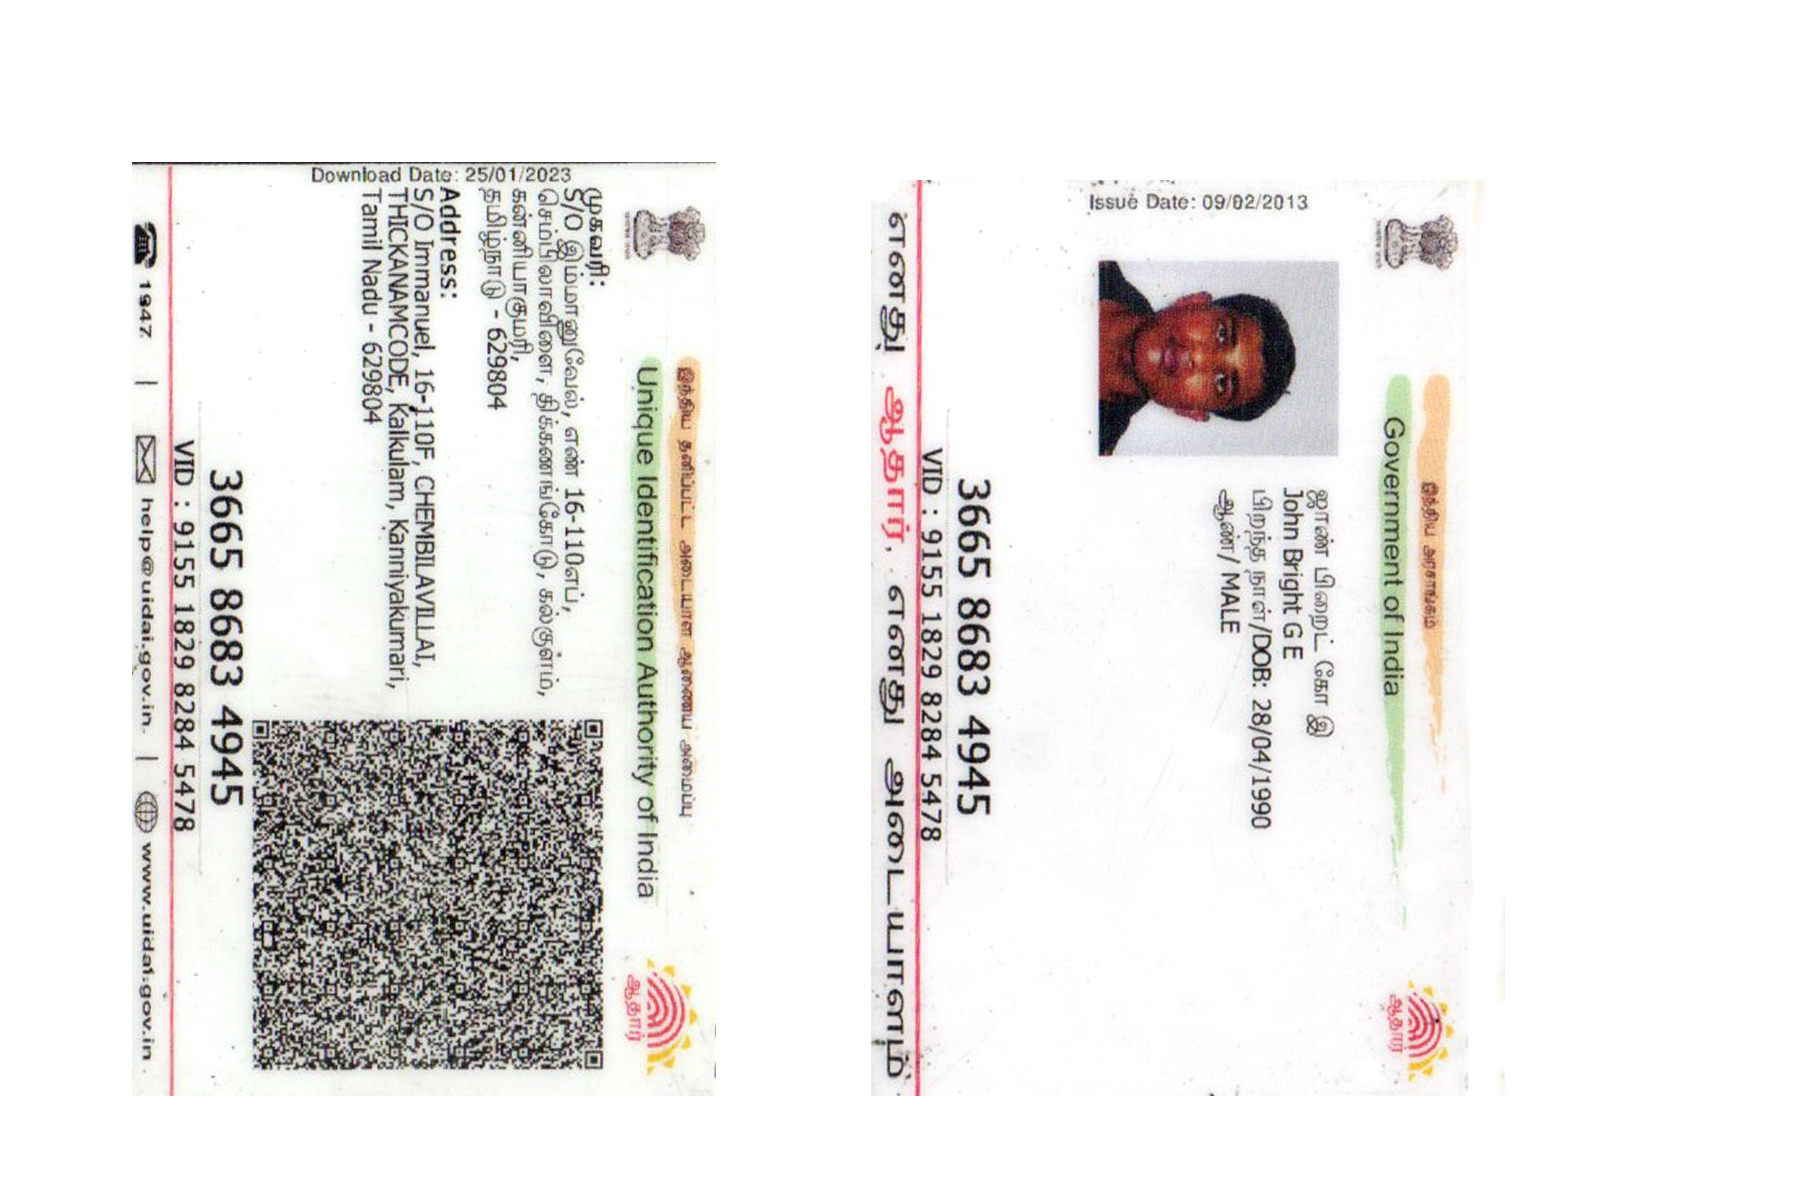 இந்திய அரசாங்கம்
Government of India
ஆதார்
ஜாண் பிறைட் கோ இ
John Bright G E
பிறந்த நாள்/DOB: 28/04/1990
ஆண்/ MALE
Issue Date: 09/02/2013
3665 8683 4945
VID : 9155 1829 8284 5478
எனது ஆதார், எனது அடையாளம்
இந்திய தனிப்பட்ட அடையாள ஆணைய அமைப்பு
Unique Identification Authority of India
ஆதார்
முகவரி:
S/O இம்மானுவேல், எண் 16-110எப்,
செம்பிலாவிளை, திக்கணங்கோடு, கல்குளம்,
கன்னியாகுமரி,
தமிழ்நாடு - 629804
Address:
S/O Immanuel, 16-110F, CHEMBILAVILLAI,
THICKANAMCODE, Kalkulam, Kanniyakumari,
Tamil Nadu - 629804
Download Date: 25/01/2023
3665 8683 4945
VID : 9155 1829 8284 5478
1947 | help@uidai.gov.in | www.uidai.gov.in